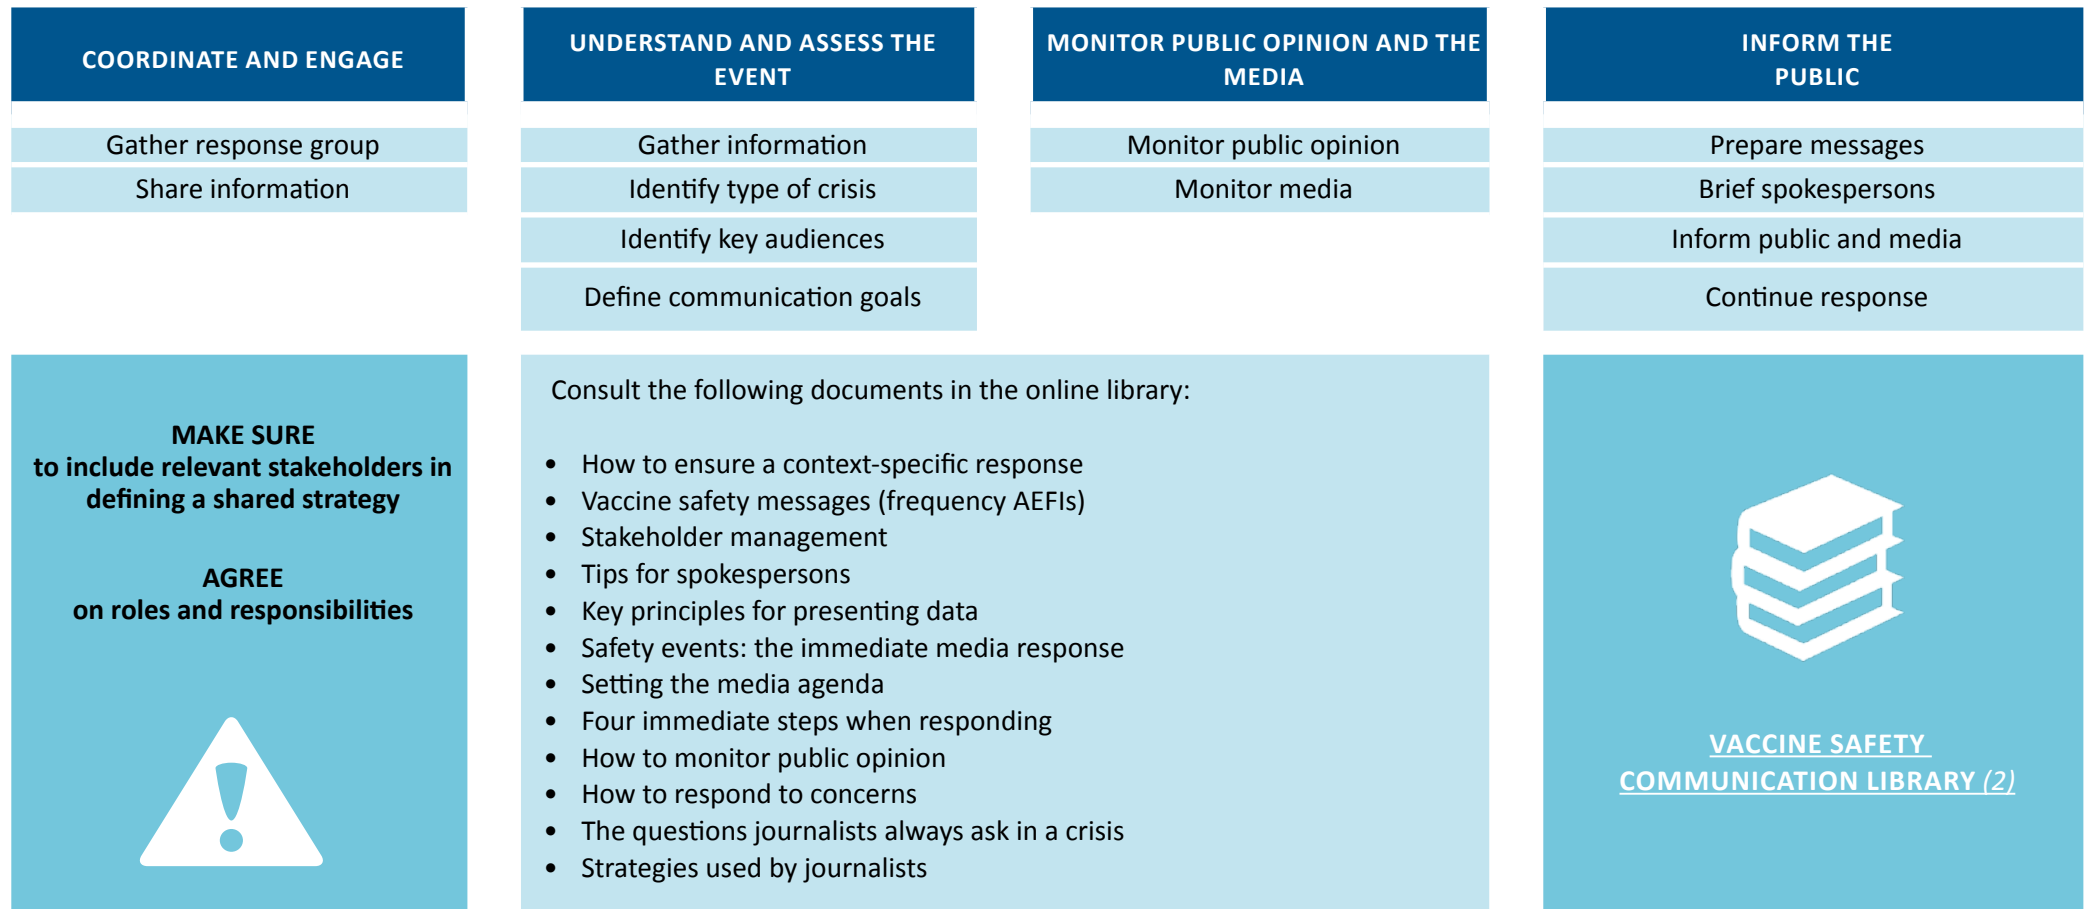 COORDINATE AND ENGAGE
Gather response group
Share information
UNDERSTAND AND ASSESS THE
EVENT
Gather information
Identify type of crisis
Identify key audiences
Define communication goals
MONITOR PUBLIC OPINION AND THE
MEDIA
Monitor public opinion
Monitor media
INFORM THE
PUBLIC
Prepare messages
Brief spokespersons
Inform public and media
Continue response
MAKE SURE
to include relevant stakeholders in
defining a shared strategy
AGREE
on roles and responsibilities
Consult the following documents in the online library:
• How to ensure a context-specific response
• Vaccine safety messages (frequency AEFIs)
• Stakeholder management
• Tips for spokespersons
• Key principles for presenting data
• Safety events: the immediate media response
• Setting the media agenda
• Four immediate steps when responding
• How to monitor public opinion
• How to respond to concerns
• The questions journalists always ask in a crisis
• Strategies used by journalists
VACCINE SAFETY
COMMUNICATION LIBRARY (2)